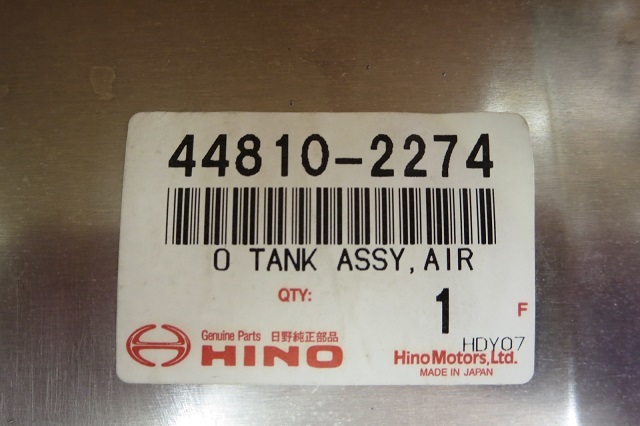 44810-2274
0 TANK ASSY,AIR
QTY: 1 F
HDY07
Genuine Parts 日野純正部品
HINO
Hino Motors, Ltd.
MADE IN JAPAN